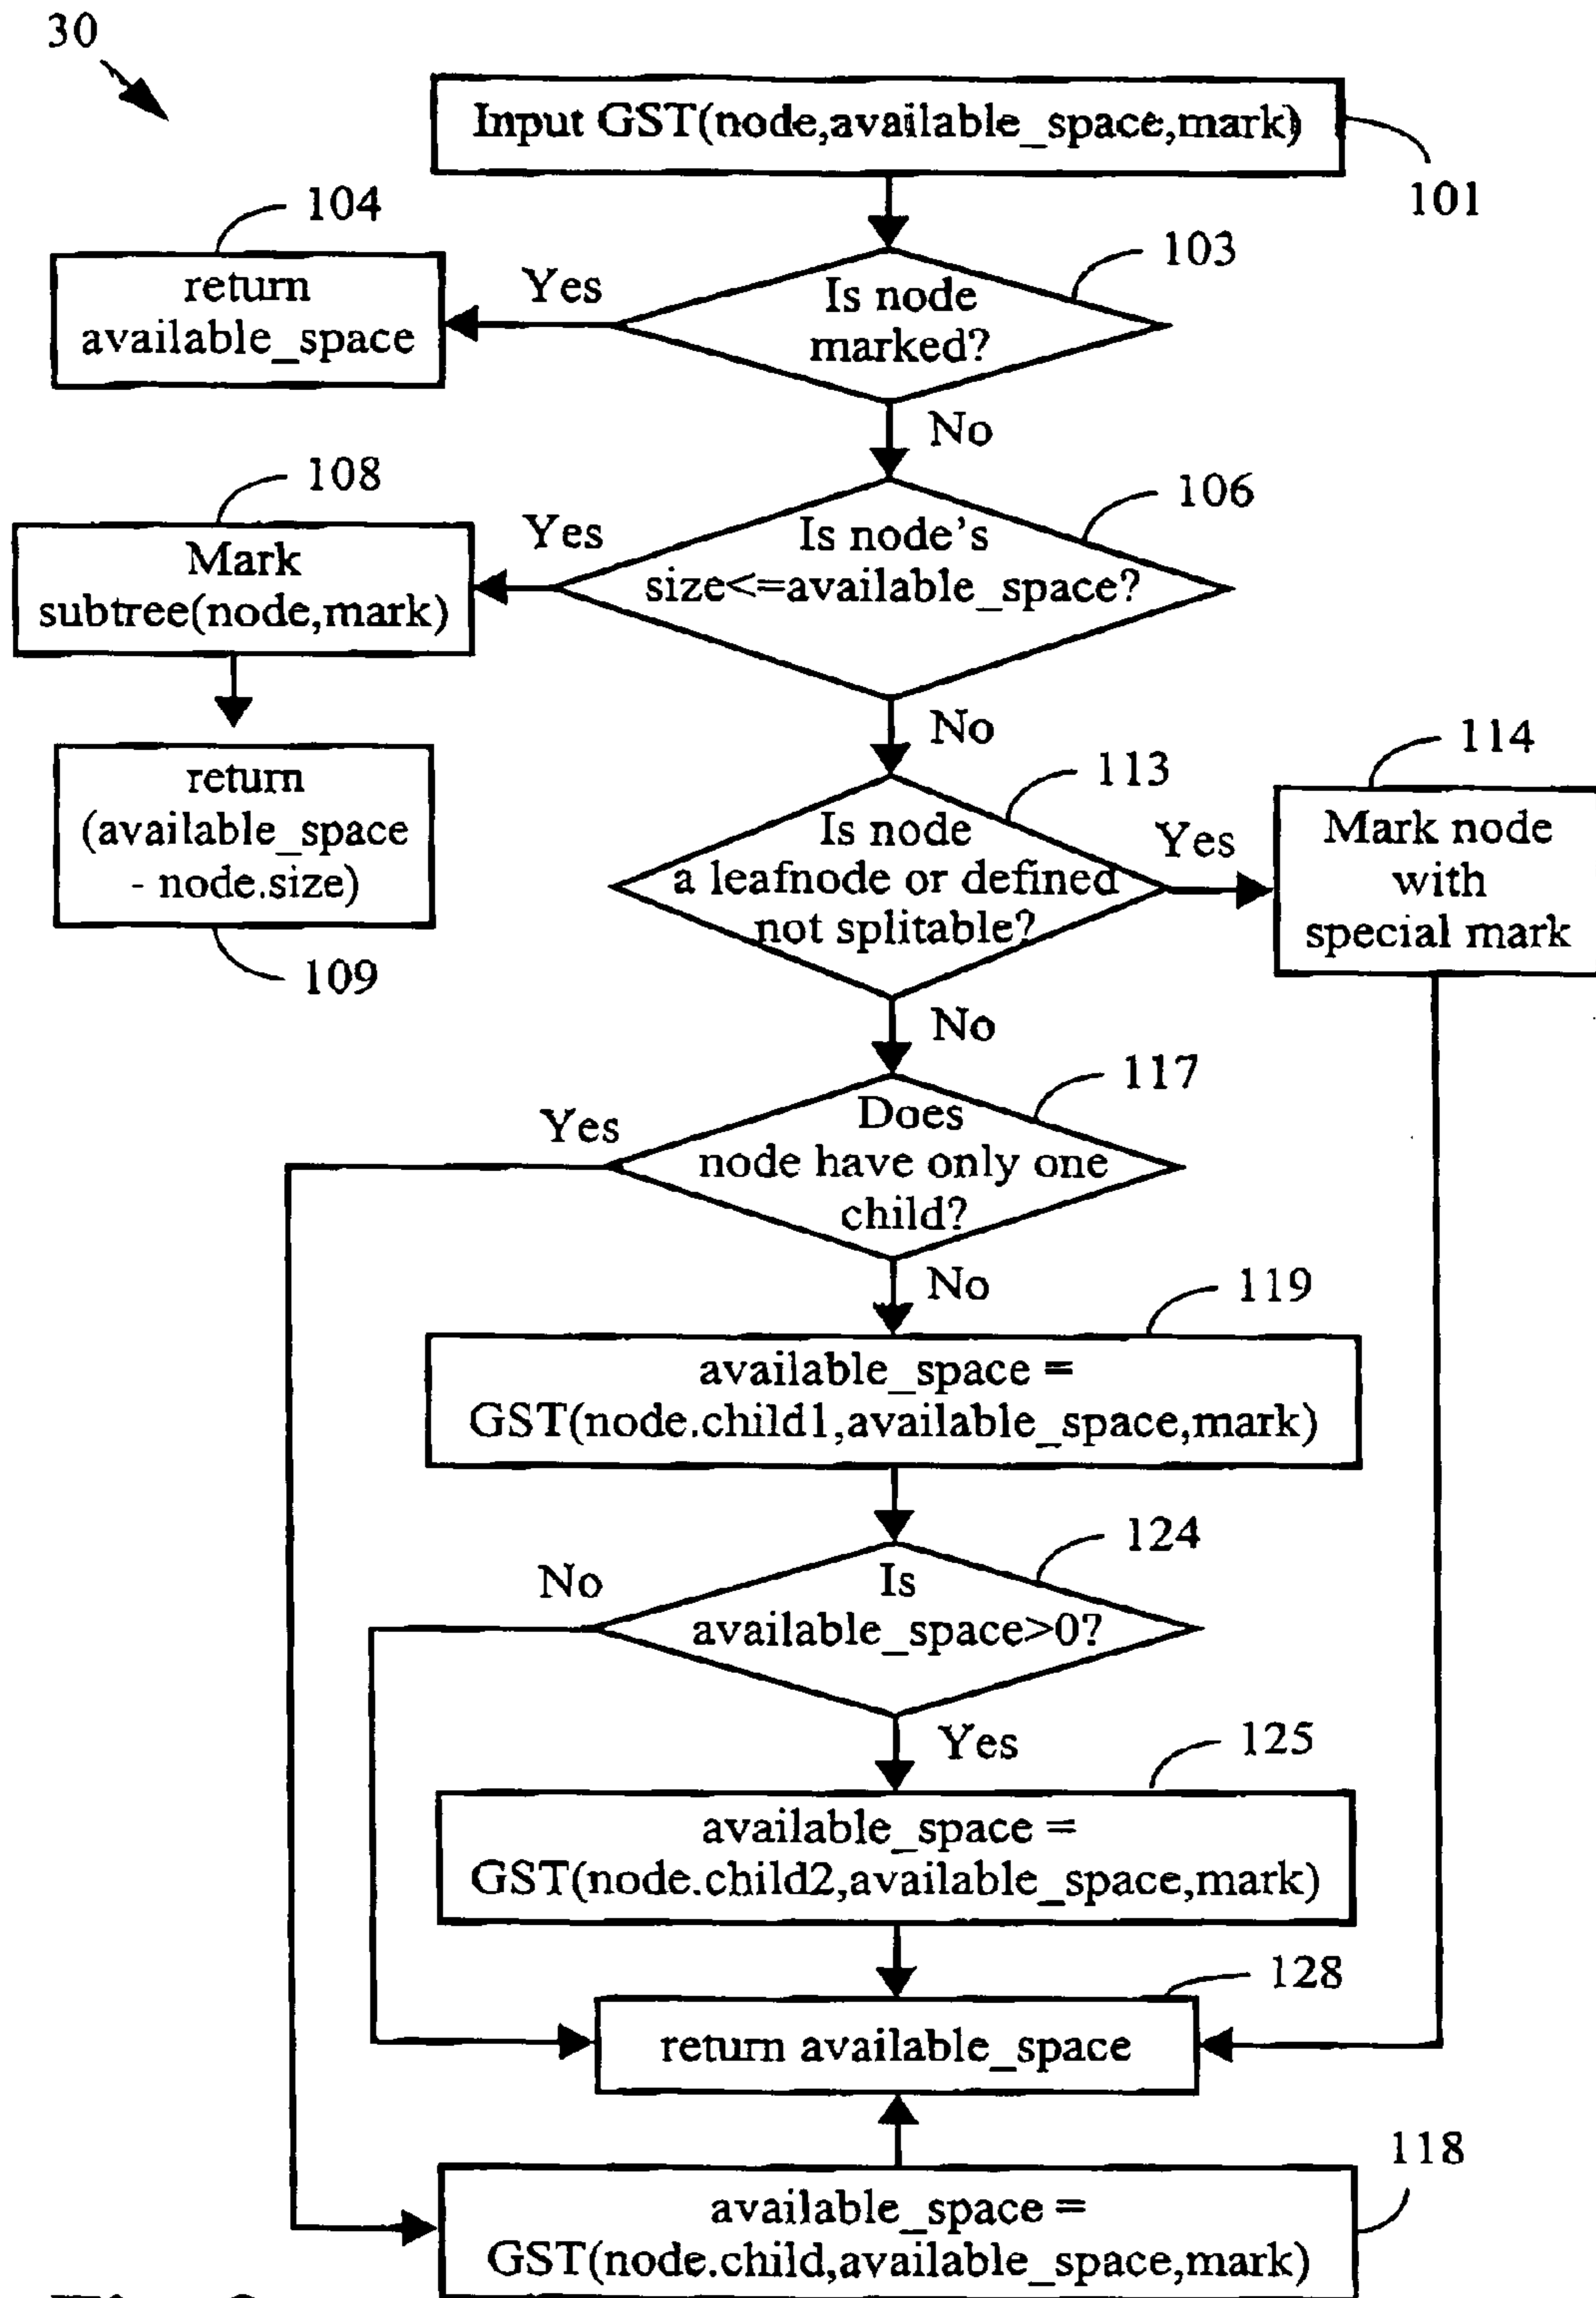 30
Input GST(node,available_space,mark)
101
104
return
available_space
Yes
103
Is node
marked?
No
108
Mark
subtree(node,mark)
Yes
106
Is node's
size<=available_space?
return
(available_space
- node.size)
109
No
113
Is node
a leafnode or defined
not splitable?
Yes
114
Mark node
with
special mark
No
117
Yes
Does
node have only one
child?
No
119
available_space =
GST(node.child1,available_space,mark)
124
No
Is
available_space>0?
Yes
125
available_space =
GST(node.child2,available_space,mark)
128
return available_space
118
available_space =
GST(node.child,available_space,mark)